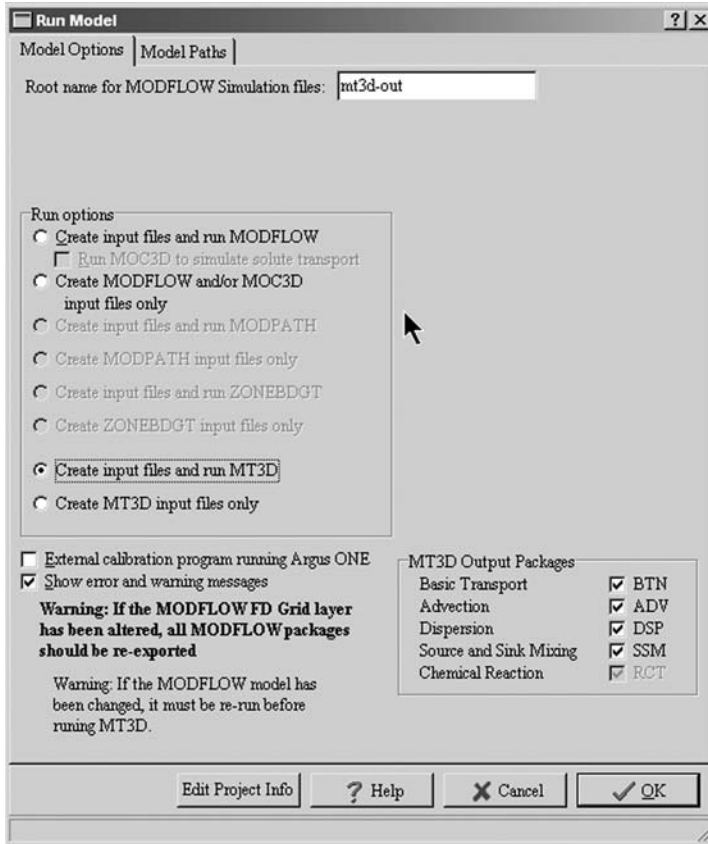 Run Model
Model Options
Model Paths
Root name for MODFLOW Simulation files: mt3d-out
Run options
Create input files and run MODFLOW
Run MOC3D to simulate solute transport
Create MODFLOW and/or MOC3D
input files only
Create input files and run MODPATH
Create MODPATH input files only
Create input files and run ZONEBDGT
Create ZONEBDGT input files only
Create input files and run MT3D
Create MT3D input files only
External calibration program running Argus ONE
Show error and warning messages
Warning: If the MODFLOW FD Grid layer
has been altered, all MODFLOW packages
should be re-exported
Warning: If the MODFLOW model has
been changed, it must be re-run before
runing MT3D.
MT3D Output Packages
Basic Transport BTN
Advection ADV
Dispersion DSP
Source and Sink Mixing SSM
Chemical Reaction RCT
Edit Project Info
? Help
Cancel
OK